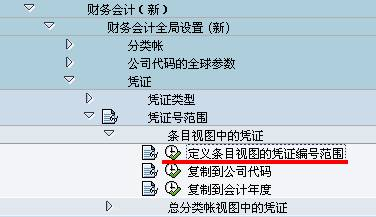 财务会计（新）
财务会计全局设置 (新)
分类帐
公司代码的全球参数
凭证
凭证类型
凭证号范围
条目视图中的凭证
定义条目视图的凭证编号范围
复制到公司代码
复制到会计年度
总分类帐视图中的凭证